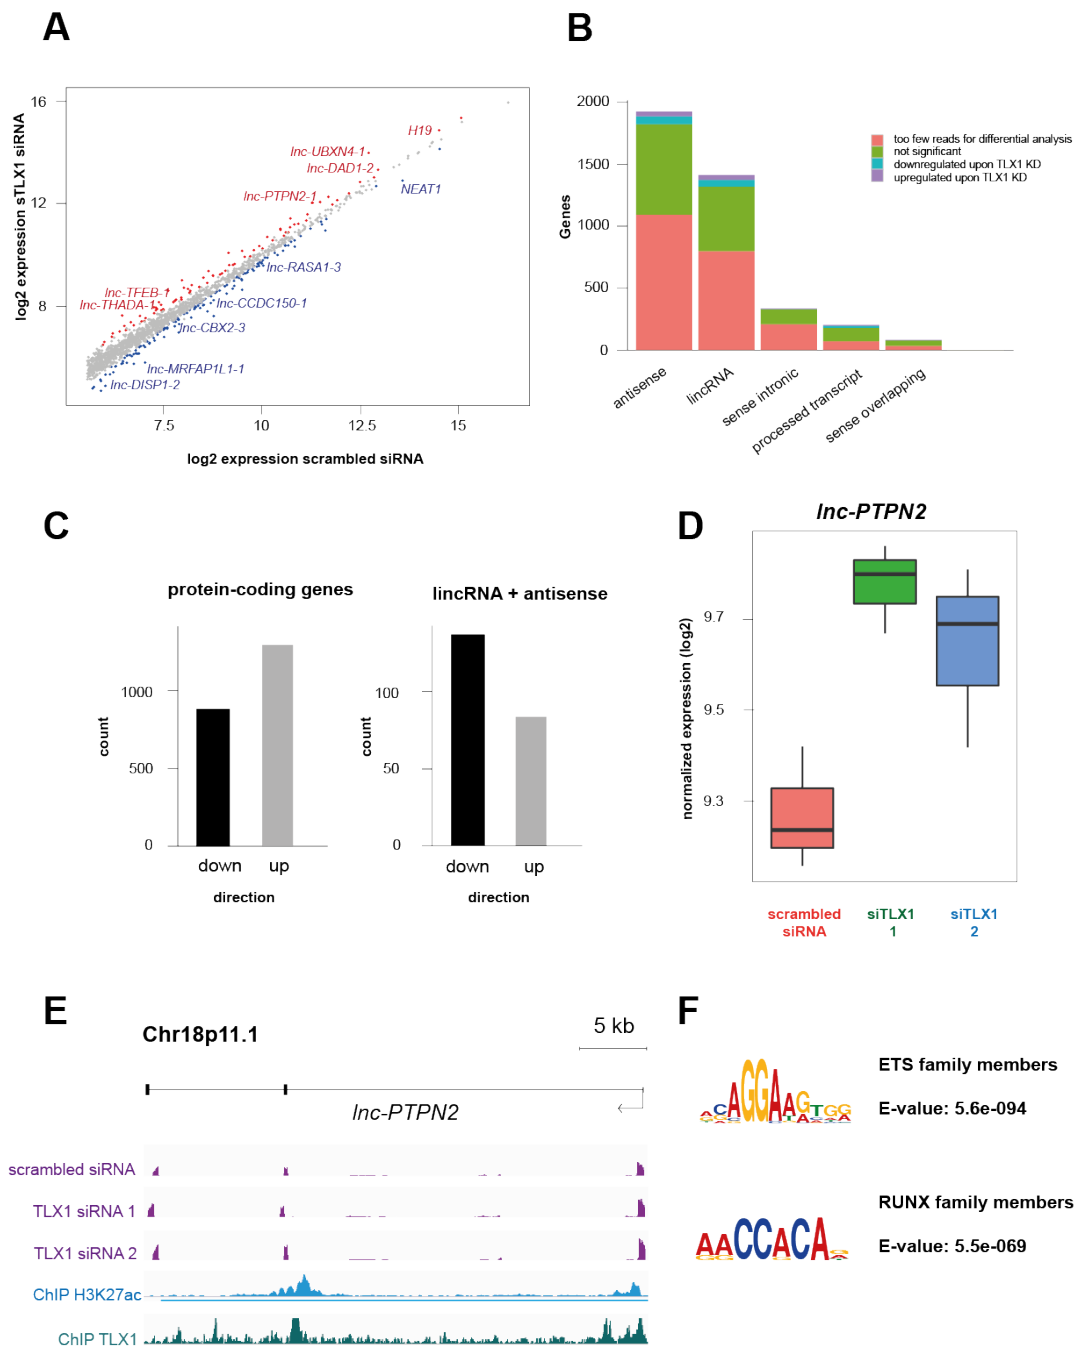 A
log2 expression sTLX1 siRNA
16
12
8
7.5
10
12.5
15
log2 expression scrambled siRNA
H19
lnc-UBXN4-1
lnc-DAD1-2
NEAT1
lnc-PTPN2-1
lnc-RASA1-3
lnc-TFEB-1
lnc-THADA-1
lnc-CCDC150-1
lnc-CBX2-3
lnc-MRFAP1L1-1
lnc-DISP1-2
B
Genes
2000
1500
1000
500
0
antisense
lincRNA
sense intronic
processed transcript
sense overlapping
too few reads for differential analysis
not significant
downregulated upon TLX1 KD
upregulated upon TLX1 KD
C
protein-coding genes
count
1000
500
0
down
up
direction
lincRNA + antisense
count
100
50
0
down
up
direction
D
lnc-PTPN2
normalized expression (log2)
9.7
9.5
9.3
scrambled
siRNA
siTLX1
1
siTLX1
2
E
Chr18p11.1
5 kb
lnc-PTPN2
scrambled siRNA
TLX1 siRNA 1
TLX1 siRNA 2
ChIP H3K27ac
ChIP TLX1
F
ETS family members
E-value: 5.6e-094
RUNX family members
AACCACA
E-value: 5.5e-069